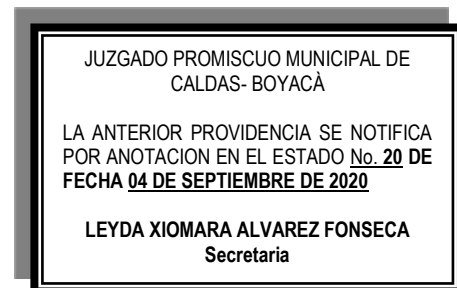 JUZGADO PROMISCUO MUNICIPAL DE
CALDAS- BOYACÀ
LA ANTERIOR PROVIDENCIA SE NOTIFICA
POR ANOTACION EN EL ESTADO No. 20 DE
FECHA 04 DE SEPTIEMBRE DE 2020
LEYDA XIOMARA ALVAREZ FONSECA
Secretaria